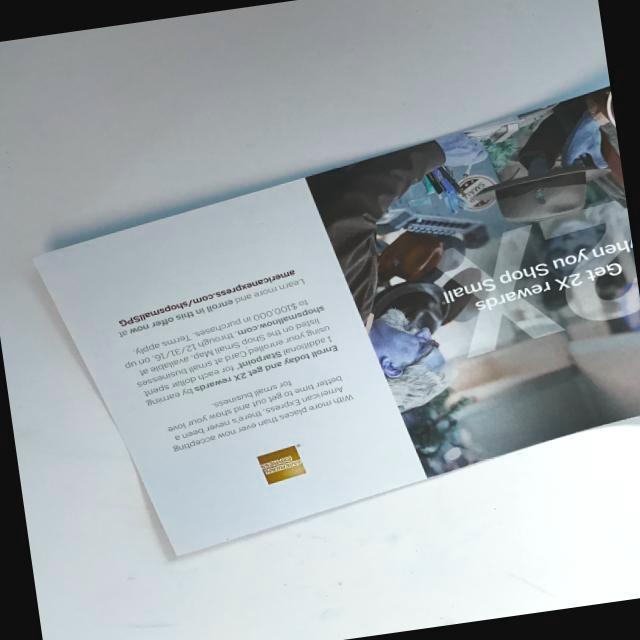 AMERICAN
EXPRESS
With more places than ever now accepting
American Express, there's never been a
better time to get out and show your love
for small business.
Enroll today and get 2X rewards by earning
1 additional Starpoint® for each dollar spent
using your enrolled Card at small businesses
listed on the Shop Small Map, available at
shopsmallnow.com, through 12/31/16 on up
to $100,000 in purchases. Terms apply.
Learn more and enroll in this offer now at
americanexpress.com/shopsmallSPG
2X
Get 2X rewards
when you Shop Small